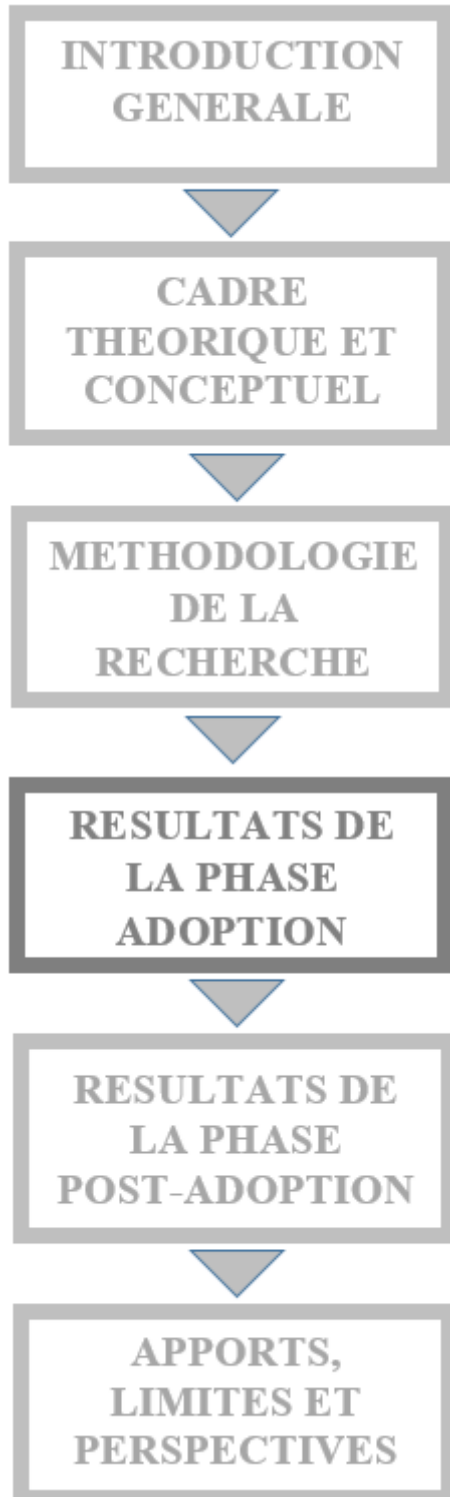 INTRODUCTION
GENERALE
CADRE
THEORIQUE ET
CONCEPTUEL
METHODOLOGIE
DE LA
RECHERCHE
RESULTATS DE
LA PHASE
ADOPTION
RESULTATS DE
LA PHASE
POST-ADOPTION
APPORTS,
LIMITES ET
PERSPECTIVES